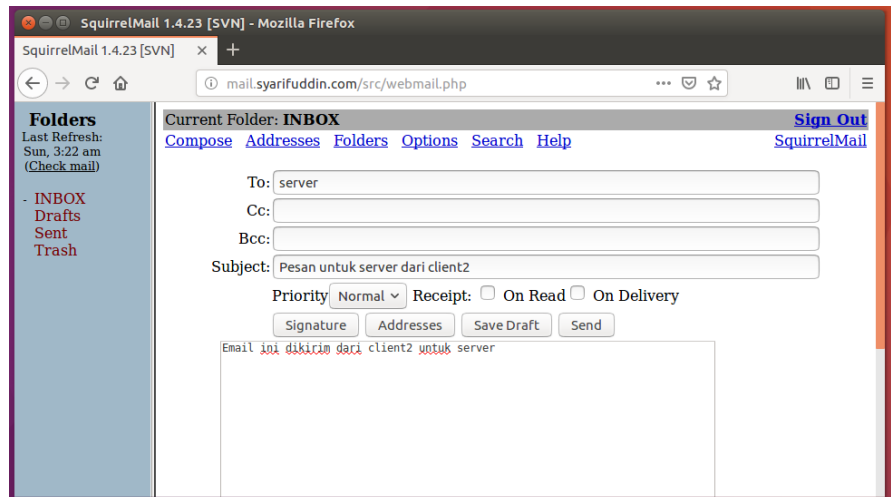 SquirrelMail 1.4.23 [SVN] - Mozilla Firefox
SquirrelMail 1.4.23 [SVN]
mail.syarifuddin.com/src/webmail.php
Folders
Last Refresh:
Sun, 3:22 am
(Check mail)
- INBOX
Drafts
Sent
Trash
Current Folder: INBOX Sign Out
Compose Addresses Folders Options Search Help SquirrelMail
To: server
Cc:
Bcc:
Subject: Pesan untuk server dari client2
Priority Normal Receipt: On Read On Delivery
Signature Addresses Save Draft Send
Email ini dikirim dari client2 untuk server